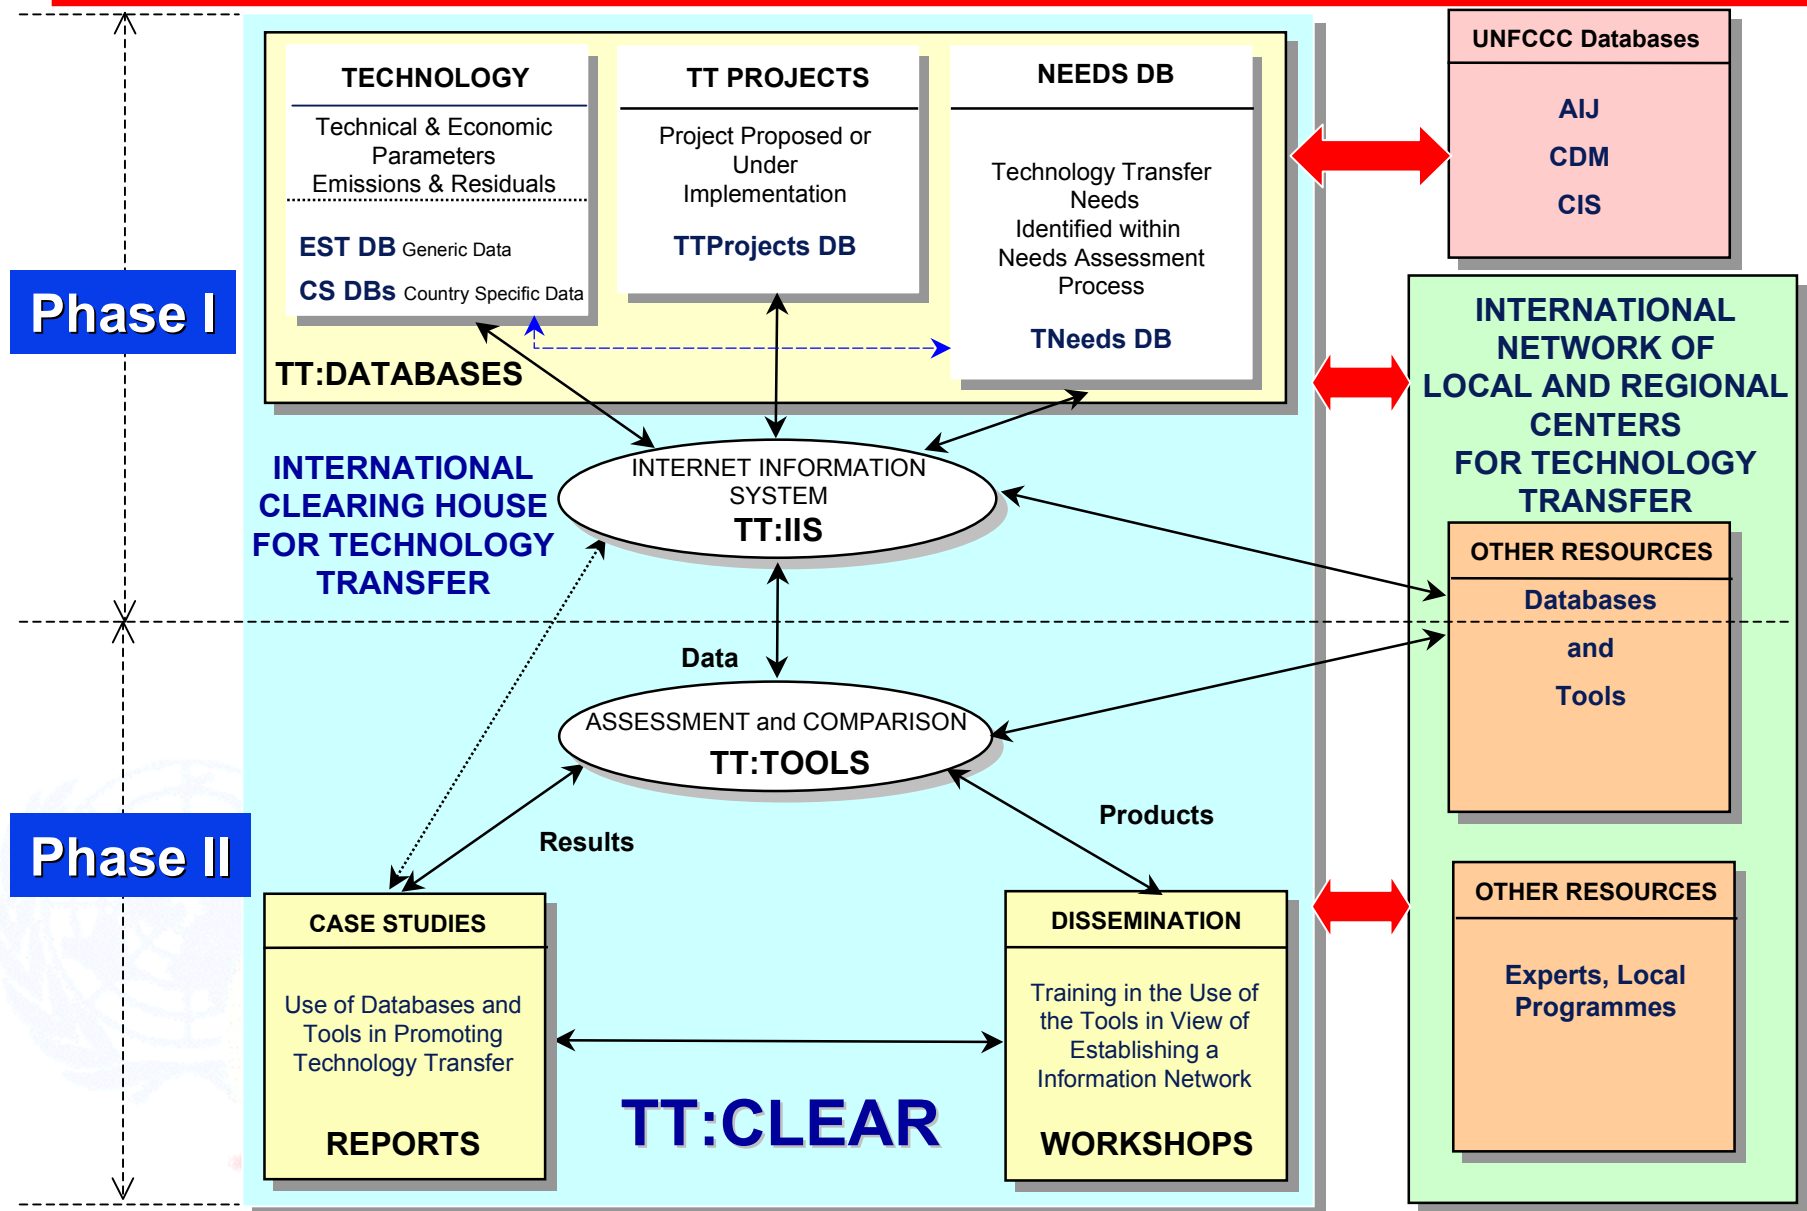 TECHNOLOGY
Technical & Economic
Parameters
Emissions & Residuals
EST DB Generic Data
CS DBs Country Specific Data
TT PROJECTS
Project Proposed or
Under
Implementation
TTProjects DB
NEEDS DB
Technology Transfer
Needs
Identified within
Needs Assessment
Process
TNeeds DB
TT:DATABASES
UNFCCC Databases
AIJ
CDM
CIS
Phase I
INTERNATIONAL
CLEARING HOUSE
FOR TECHNOLOGY
TRANSFER
INTERNET INFORMATION
SYSTEM
TT:IIS
INTERNATIONAL
NETWORK OF
LOCAL AND REGIONAL
CENTERS
FOR TECHNOLOGY
TRANSFER
OTHER RESOURCES
Databases
and
Tools
Data
ASSESSMENT and COMPARISON
TT:TOOLS
Results
Products
Phase II
CASE STUDIES
Use of Databases and
Tools in Promoting
Technology Transfer
REPORTS
TT:CLEAR
DISSEMINATION
Training in the Use of
the Tools in View of
Establishing a
Information Network
WORKSHOPS
OTHER RESOURCES
Experts, Local
Programmes